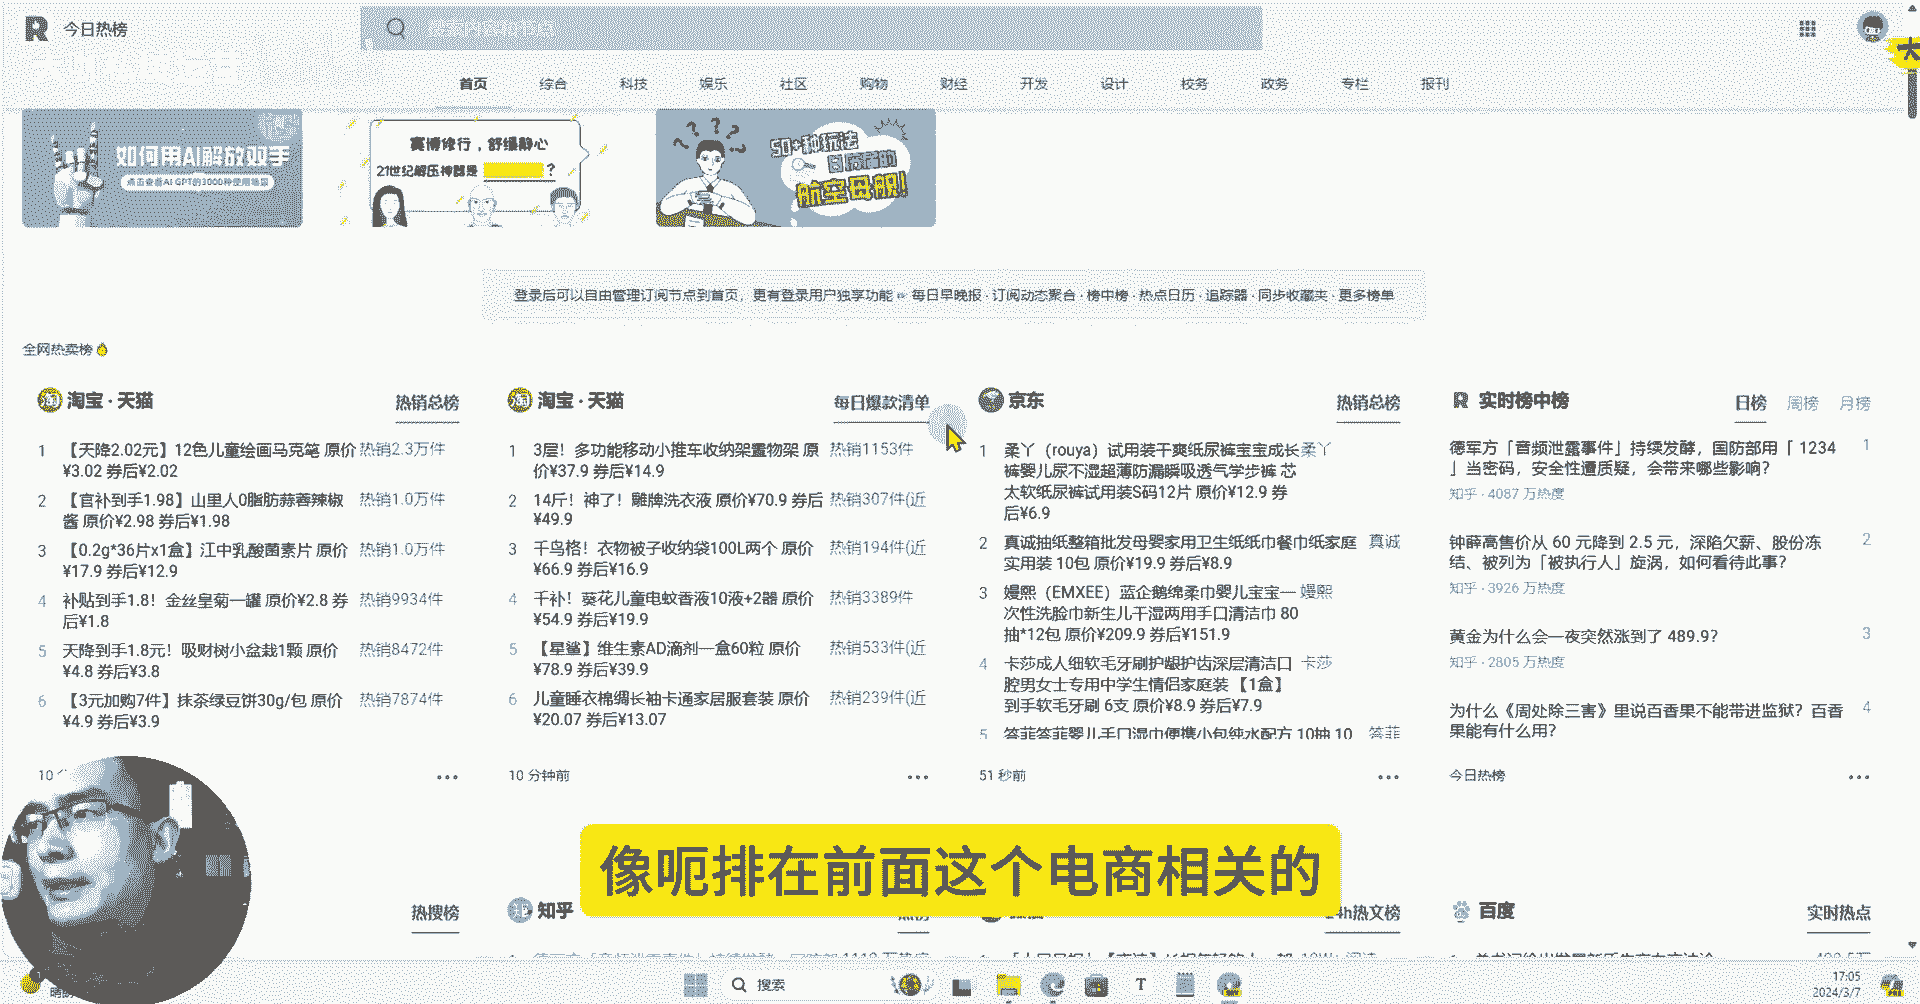 今日热榜
首页 综合 科技 娱乐 社区 购物 财经 开发 设计 校务 政务 专栏 报刊
如何用AI解放双手
点击查看AI GPT的3000种使用场景
赛博修行，舒缓静心
21世纪解压神器是 ?
50+种玩法
航空母舰!
登录后可以自由管理订阅节点到首页，更有登录用户独享功能 每日早晚报 · 订阅动态聚合 · 榜中榜 · 热点日历 · 追踪器 · 同步收藏夹 · 更多榜单
全网热卖榜
淘宝 · 天猫 热销总榜
1 【天降2.02元】12色儿童绘画马克笔 原价 热销2.3万件
¥3.02 券后¥2.02
2 【官补到手1.98】山里人0脂肪蒜蓉辣椒 热销1.0万件
酱 原价¥2.98 券后¥1.98
3 【0.2g*36片x1盒】江中乳酸菌素片 原价 热销1.0万件
¥17.9 券后¥12.9
4 补贴到手1.8！金丝皇菊一罐 原价¥2.8 券 热销9934件
后¥1.8
5 天降到手1.8元！吸财树小盆栽1颗 原价 热销8472件
¥4.8 券后¥3.8
6 【3元加购7件】抹茶绿豆饼30g/包 原价 热销7874件
¥4.9 券后¥3.9
淘宝 · 天猫 每日爆款清单
1 3层！多功能移动小推车收纳架置物架 原 热销1153件
价¥37.9 券后¥14.9
2 14斤！神了！雕牌洗衣液 原价¥70.9 券后 热销307件(近
¥49.9
3 千鸟格！衣物被子收纳袋100L两个 原价 热销194件(近
¥66.9 券后¥16.9
4 千补！葵花儿童电蚊香液10液+2器 原价 热销3389件
¥54.9 券后¥19.9
5 【星鲨】维生素AD滴剂一盒60粒 原价 热销533件(近
¥78.9 券后¥39.9
6 儿童睡衣棉绸长袖卡通家居服套装 原价 热销239件(近
¥20.07 券后¥13.07
10 分钟前
京东 热销总榜
1 柔丫（rouya）试用装干爽纸尿裤宝宝成长 柔丫
裤婴儿尿不湿超薄防漏瞬吸透气学步裤 芯
太软纸尿裤试用装S码12片 原价¥12.9 券
后¥6.9
2 真诚抽纸整箱批发母婴家用卫生纸纸巾餐巾纸家庭 真诚
实用装 10包 原价¥19.9 券后¥8.9
3 嫚熙（EMXEE）蓝企鹅绵柔巾婴儿宝宝一 嫚熙
次性洗脸巾新生儿干湿两用手口清洁巾 80
抽*12包 原价¥209.9 券后¥151.9
4 卡莎成人细软毛牙刷护龈护齿深层清洁口 卡莎
腔男女士专用中学生情侣家庭装 【1盒】
到手软毛牙刷 6支 原价¥8.9 券后¥7.9
5 答菲答菲婴儿手口湿巾便携小包纯水配方 10抽 10 答菲
51 秒前
实时榜中榜 日榜 周榜 月榜
德军方「音频泄露事件」持续发酵，国防部用「 1234 1
」当密码，安全性遭质疑，会带来哪些影响？
知乎 · 4087 万热度
钟薛高售价从 60 元降到 2.5 元，深陷欠薪、股份冻 2
结、被列为「被执行人」旋涡，如何看待此事？
知乎 · 3926 万热度
黄金为什么会一夜突然涨到了 489.9？ 3
知乎 · 2805 万热度
为什么《周处除三害》里说百香果不能带进监狱？百香 4
果能有什么用？
今日热榜
像呃排在前面这个电商相关的
热搜榜
知乎
热文榜
百度 实时热点
搜索
17:05
2024/3/7